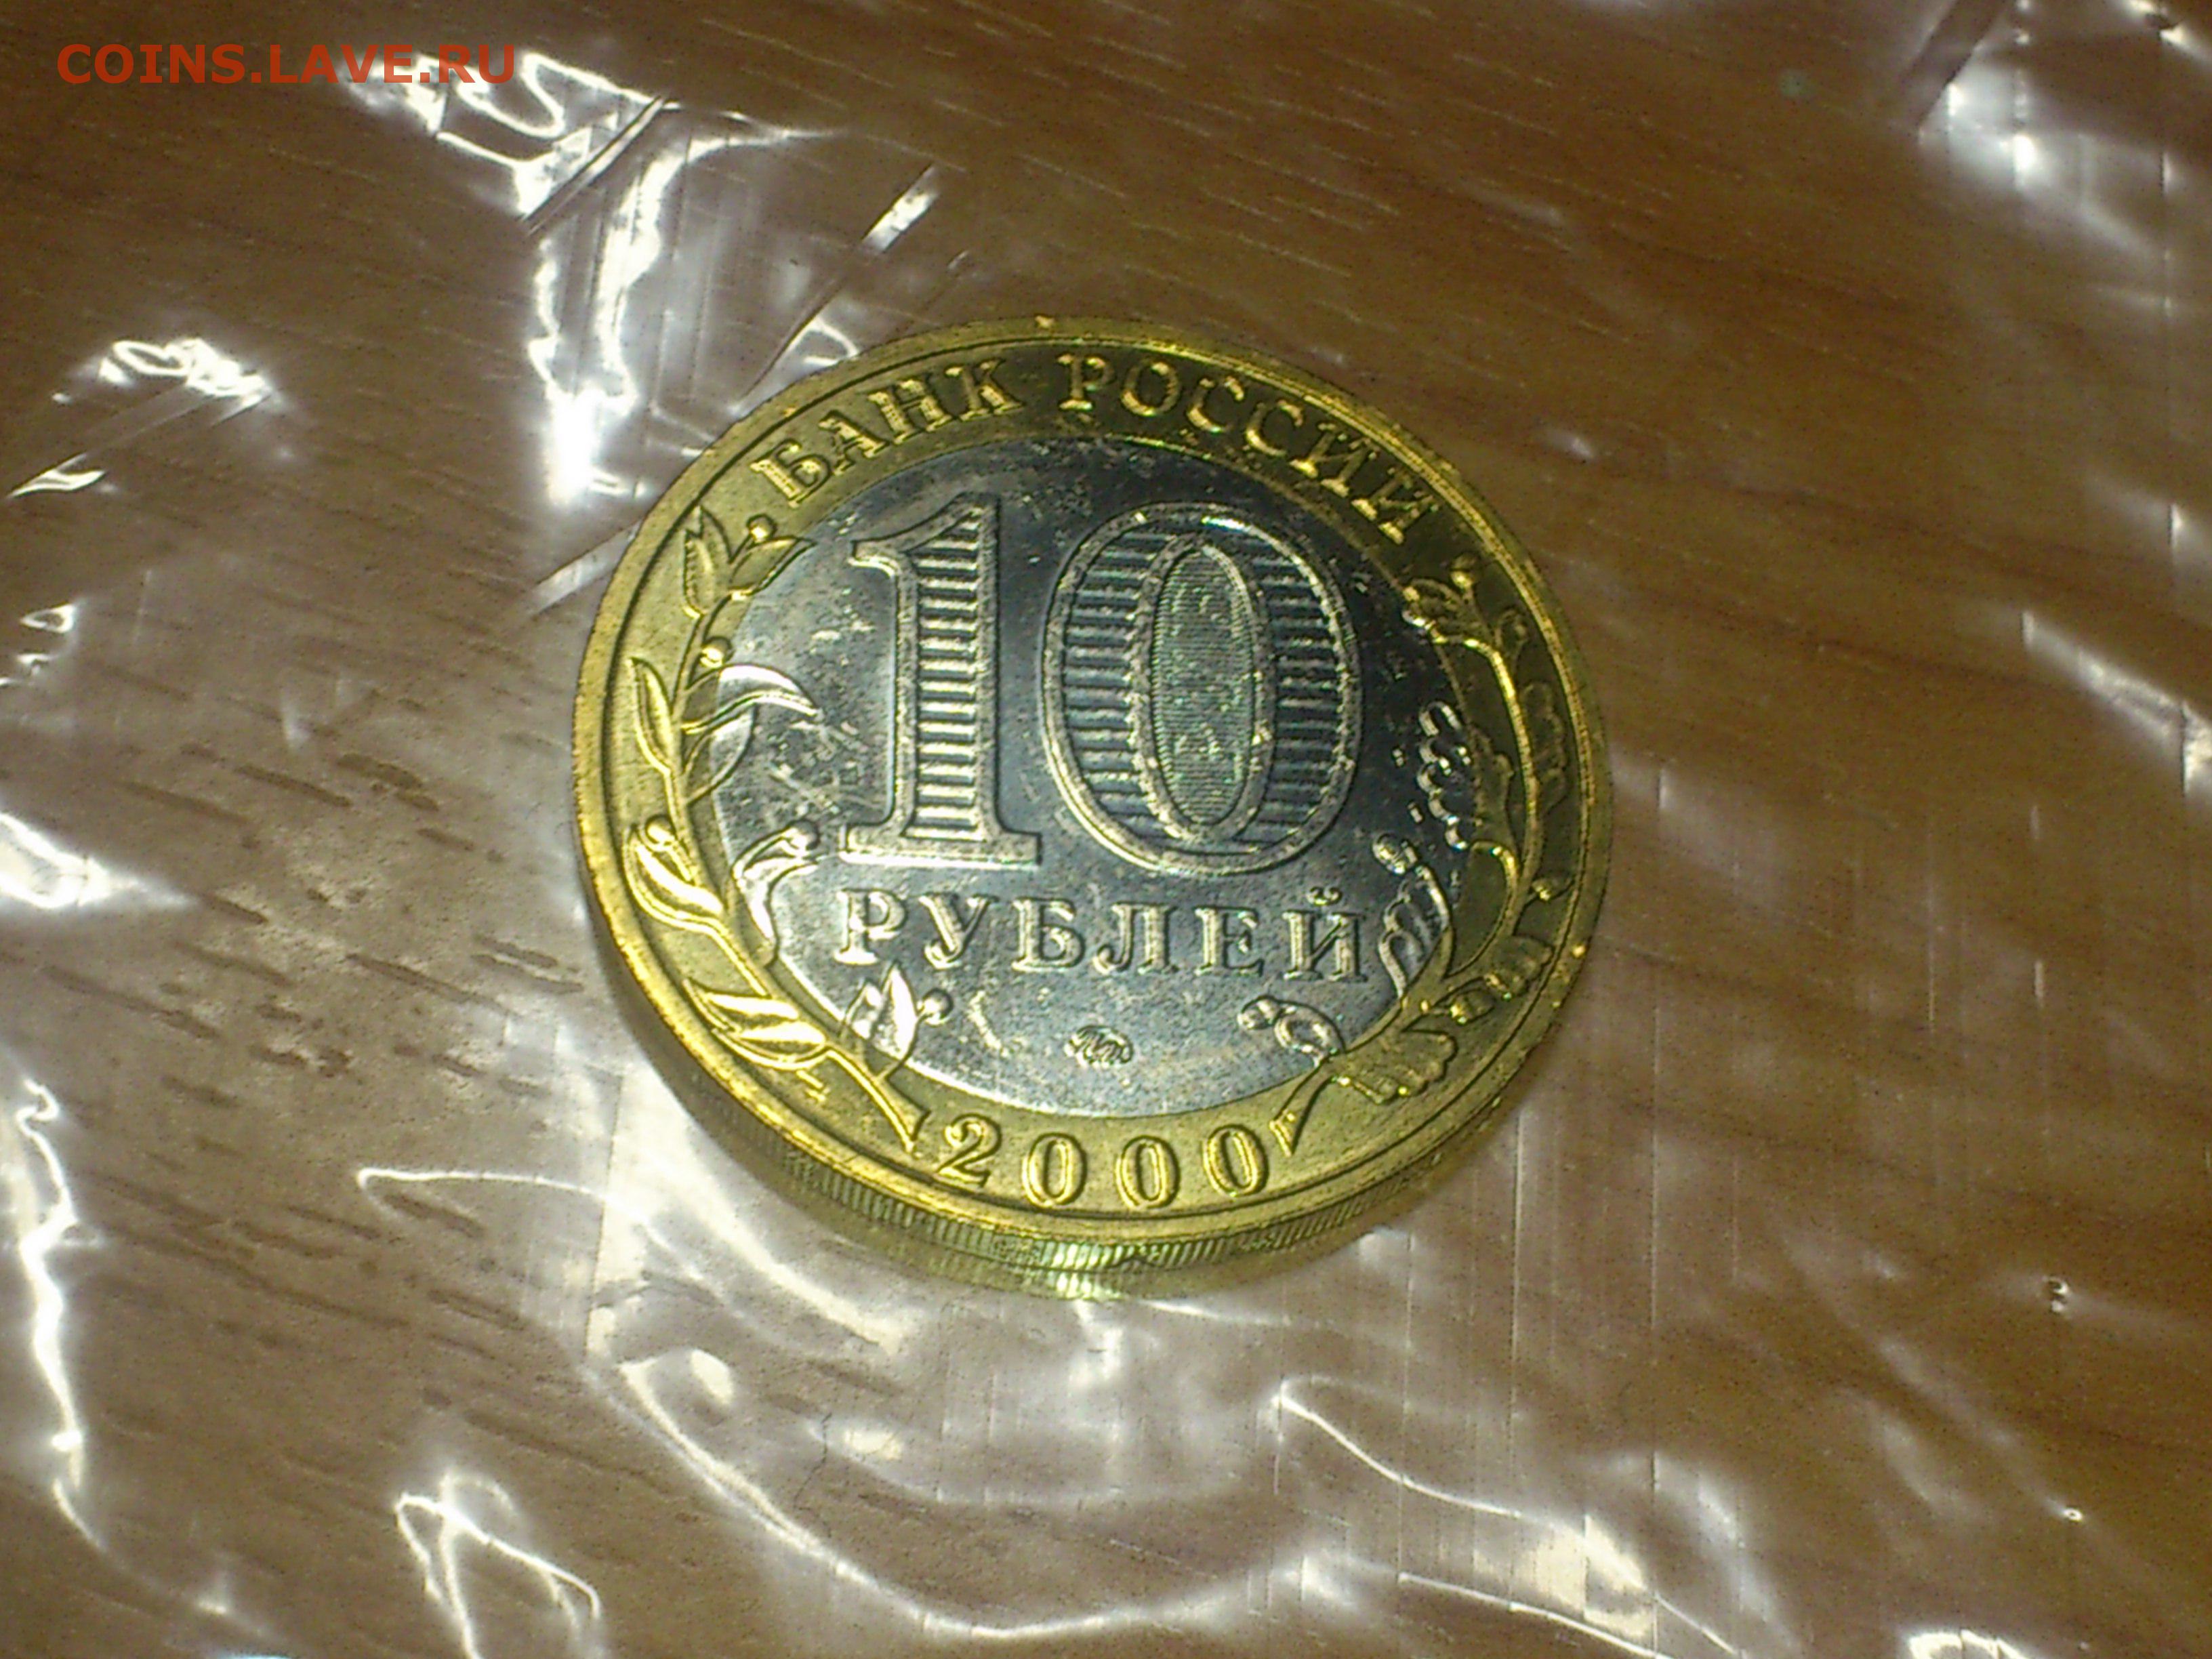 COINS.LAVE.RU
БАНК РОССИИ
10
РУБЛЕЙ
2000